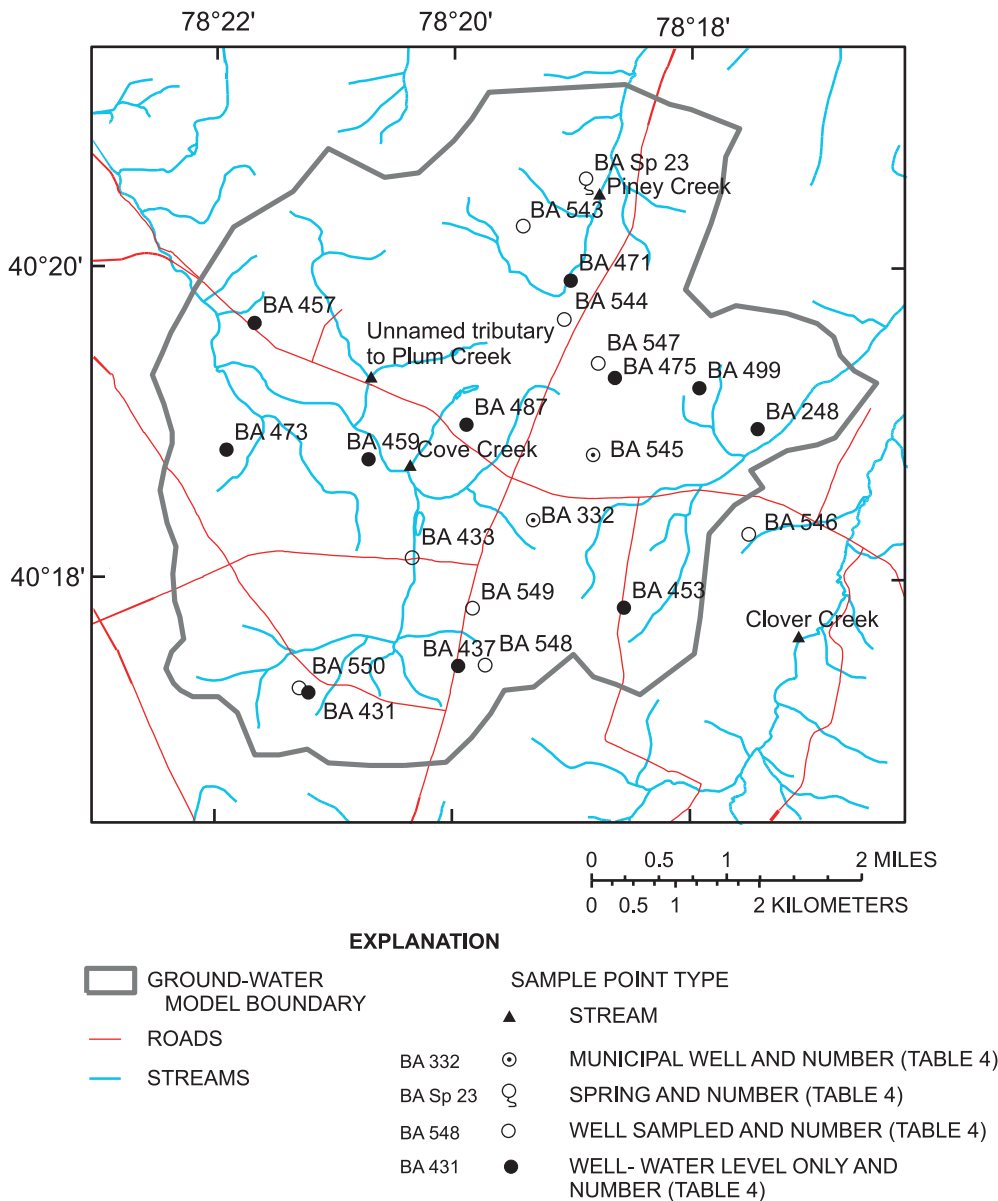 78°22'
78°20'
78°18'
BA Sp 23
Piney Creek
BA 543
40°20'
BA 471
BA 457
BA 544
Unnamed tributary
to Plum Creek
BA 547
BA 475
BA 499
BA 487
BA 248
BA 473
BA 459
Cove Creek
BA 545
BA 332
BA 546
BA 433
40°18'
BA 549
BA 453
Clover Creek
BA 437
BA 548
BA 550
BA 431
0 0.5 1 2 MILES
0 0.5 1 2 KILOMETERS
EXPLANATION
GROUND-WATER
MODEL BOUNDARY
ROADS
STREAMS
SAMPLE POINT TYPE
STREAM
BA 332 MUNICIPAL WELL AND NUMBER (TABLE 4)
BA Sp 23 SPRING AND NUMBER (TABLE 4)
BA 548 WELL SAMPLED AND NUMBER (TABLE 4)
BA 431 WELL- WATER LEVEL ONLY AND
NUMBER (TABLE 4)